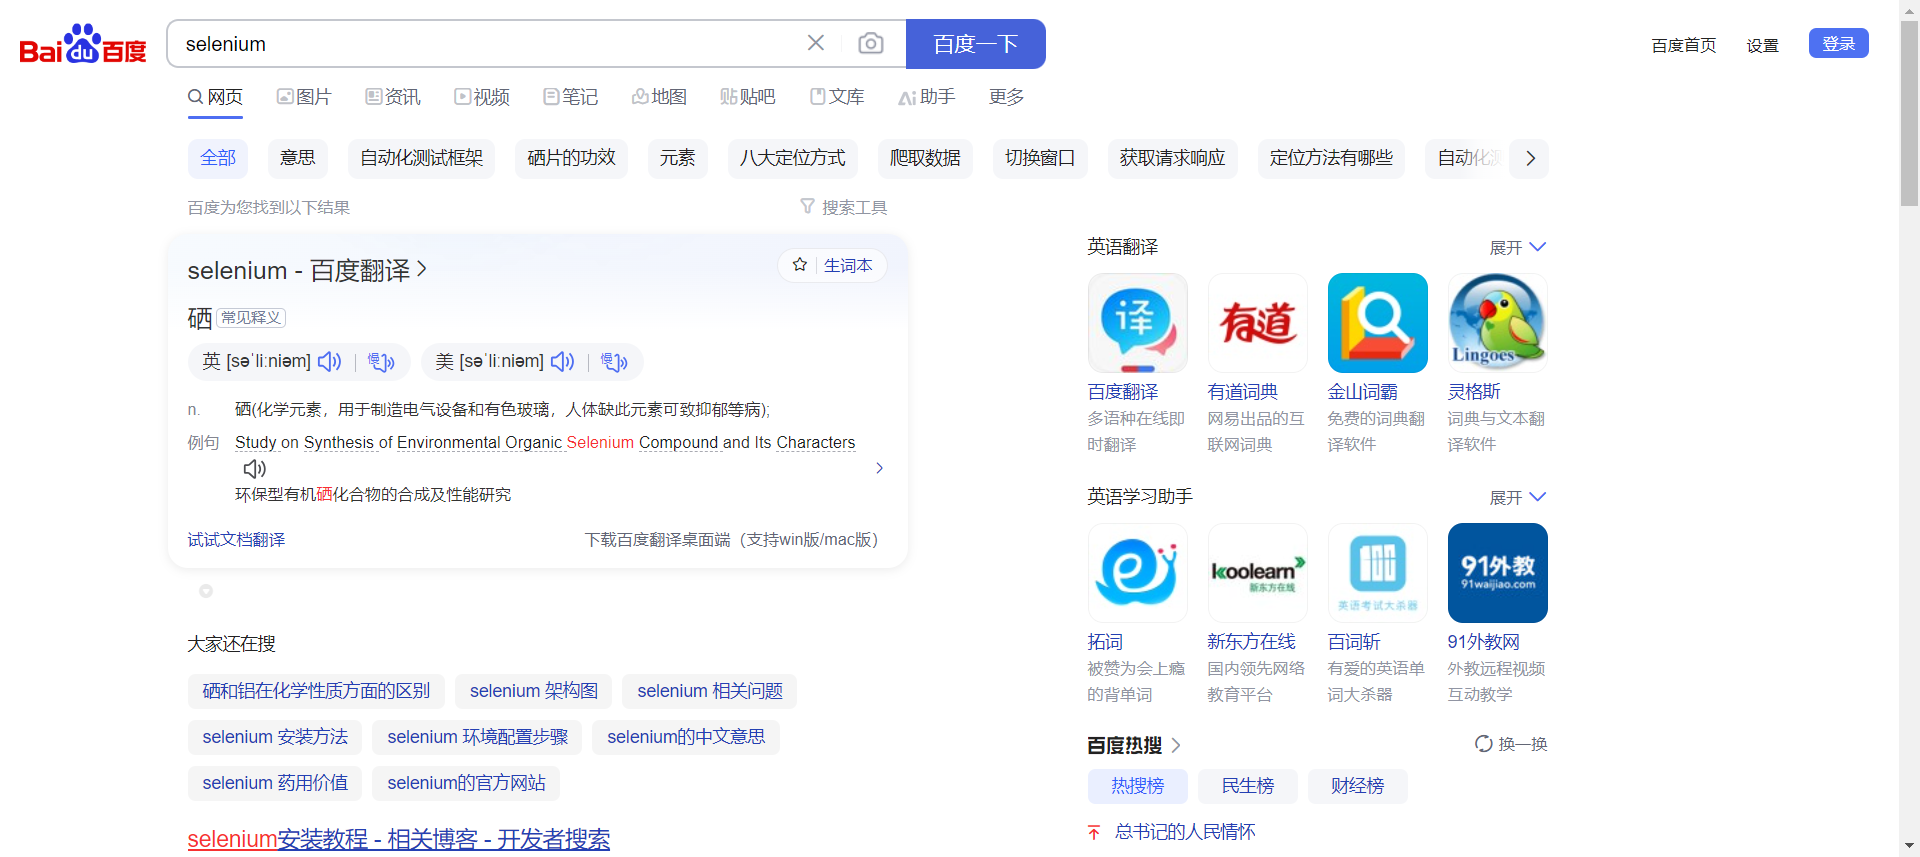 Bai du 百度
selenium
百度一下
百度首页
设置
登录
网页
图片
资讯
视频
笔记
地图
贴贴吧
文库
Ai助手
更多
全部
意思
自动化测试框架
硒片的功效
元素
八大定位方式
爬取数据
切换窗口
获取请求响应
定位方法有哪些
自动化测
百度为您找到以下结果
搜索工具
selenium - 百度翻译
生词本
硒 常见释义
英 [səˈliːniəm]
慢
美 [səˈliːniəm]
慢
n. 硒(化学元素，用于制造电气设备和有色玻璃，人体缺此元素可致抑郁等病);
例句 Study on Synthesis of Environmental Organic Selenium Compound and Its Characters
环保型有机硒化合物的合成及性能研究
试试文档翻译
下载百度翻译桌面端（支持win版/mac版）
大家还在搜
硒和铝在化学性质方面的区别
selenium 架构图
selenium 相关问题
selenium 安装方法
selenium 环境配置步骤
selenium的中文意思
selenium 药用价值
selenium的官方网站
selenium安装教程 - 相关博客 - 开发者搜索
英语翻译
展开
译
有道
Lingoes
百度翻译
有道词典
金山词霸
灵格斯
多语种在线即
网易出品的互
免费的词典翻
词典与文本翻
时翻译
联网词典
译软件
译软件
英语学习助手
展开
koolearn
新东方在线
英语考试大杀器
91外教
91waijiao.com
拓词
新东方在线
百词斩
91外教网
被赞为会上瘾
国内领先网络
有爱的英语单
外教远程视频
的背单词
教育平台
词大杀器
互动教学
百度热搜
换一换
热搜榜
民生榜
财经榜
总书记的人民情怀